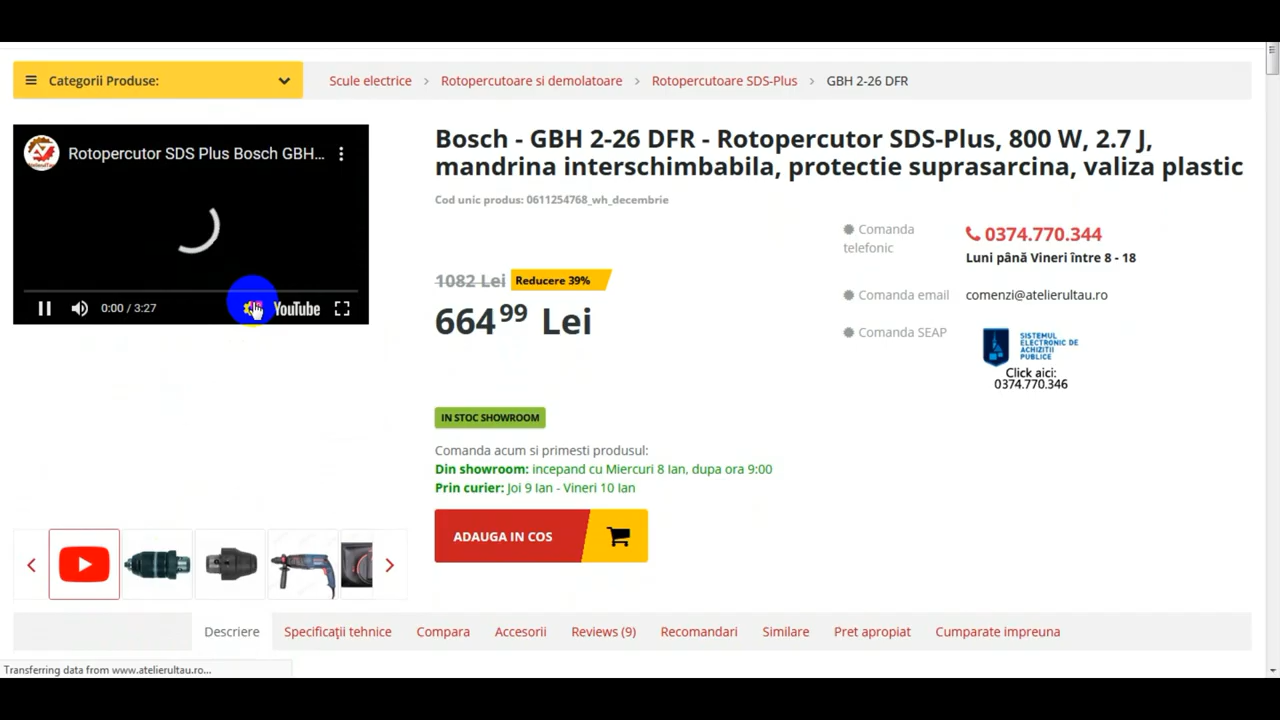 Categorii Produse:
Scule electrice > Rotopercutoare si demolatoare > Rotopercutoare SDS-Plus > GBH 2-26 DFR
Rotopercutor SDS Plus Bosch GBH...
0:00 / 3:27
YouTube
Bosch - GBH 2-26 DFR - Rotopercutor SDS-Plus, 800 W, 2.7 J,
mandrina interschimbabila, protectie suprasarcina, valiza plastic
Cod unic produs: 0611254768_wh_decembrie
1082 Lei Reducere 39%
664⁹⁹ Lei
Comanda
telefonic
0374.770.344
Luni până Vineri între 8 - 18
Comanda email comenzi@atelierultau.ro
Comanda SEAP
SISTEMUL
ELECTRONIC DE
ACHIZITII
PUBLICE
Click aici:
0374.770.346
IN STOC SHOWROOM
Comanda acum si primesti produsul:
Din showroom: incepand cu Miercuri 8 Ian, dupa ora 9:00
Prin curier: Joi 9 Ian - Vineri 10 Ian
ADAUGA IN COS
Descriere Specificaţii tehnice Compara Accesorii Reviews (9) Recomandari Similare Pret apropiat Cumparate impreuna
Transferring data from www.atelierultau.ro...